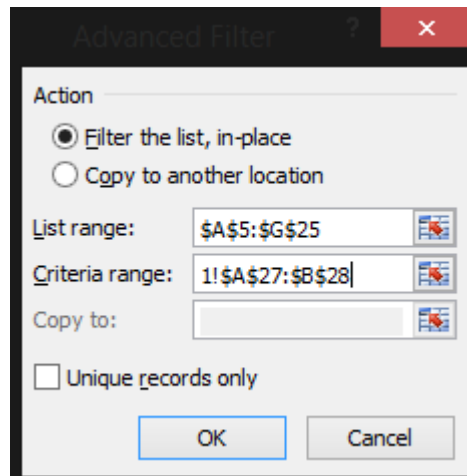 Advanced Filter ?
Action
Filter the list, in-place
Copy to another location
List range: $A$5:$G$25
Criteria range: 1!$A$27:$B$28
Copy to:
Unique records only
OK Cancel